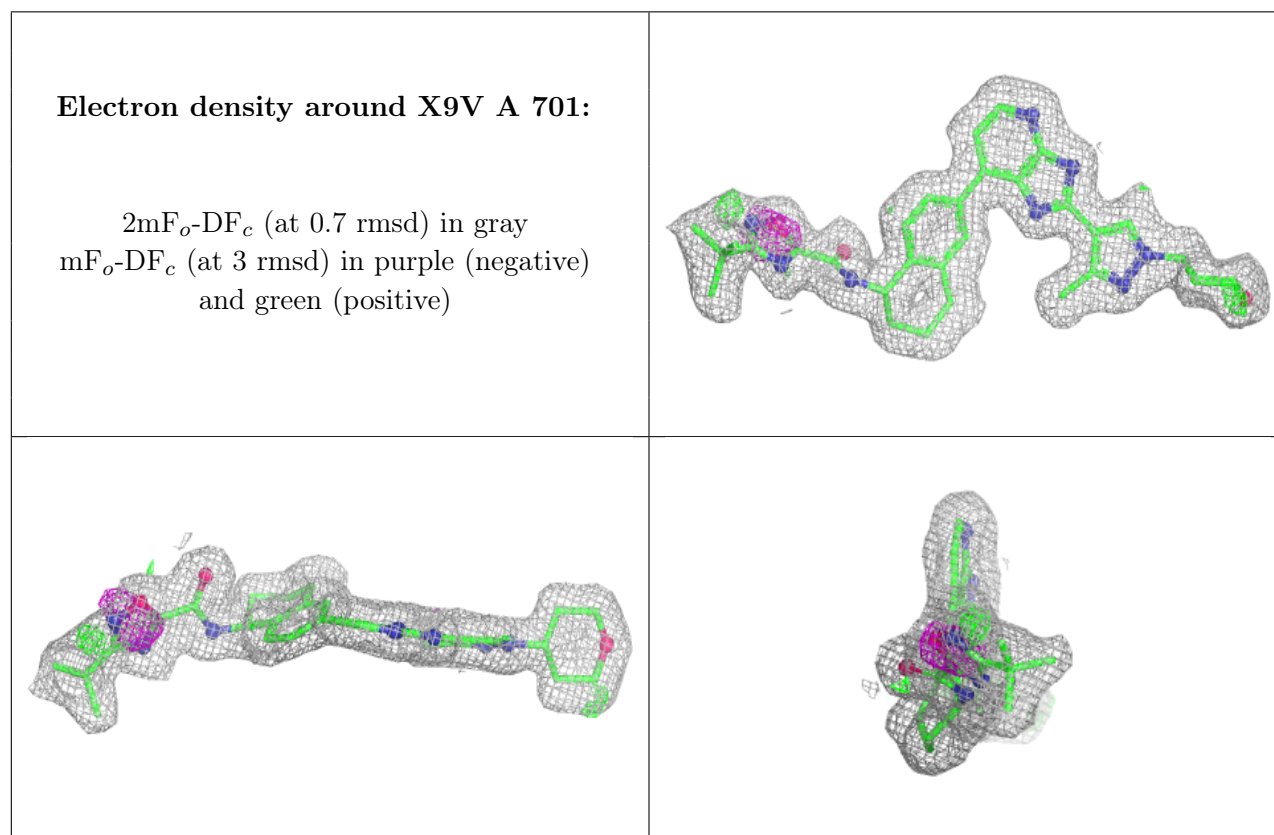 Electron density around X9V A 701:
2mFo-DFc (at 0.7 rmsd) in gray
mFo-DFc (at 3 rmsd) in purple (negative)
and green (positive)